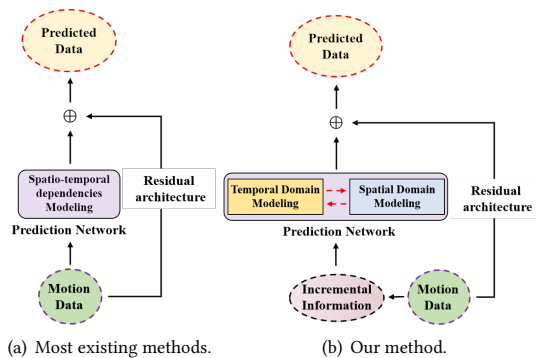 Predicted
Data
⊕
Spatio-temporal
dependencies
Modeling
Residual
architecture
Prediction Network
Motion
Data
(a) Most existing methods.
Predicted
Data
⊕
Temporal Domain
Modeling
Spatial Domain
Modeling
Residual
architecture
Prediction Network
Incremental
Information
Motion
Data
(b) Our method.